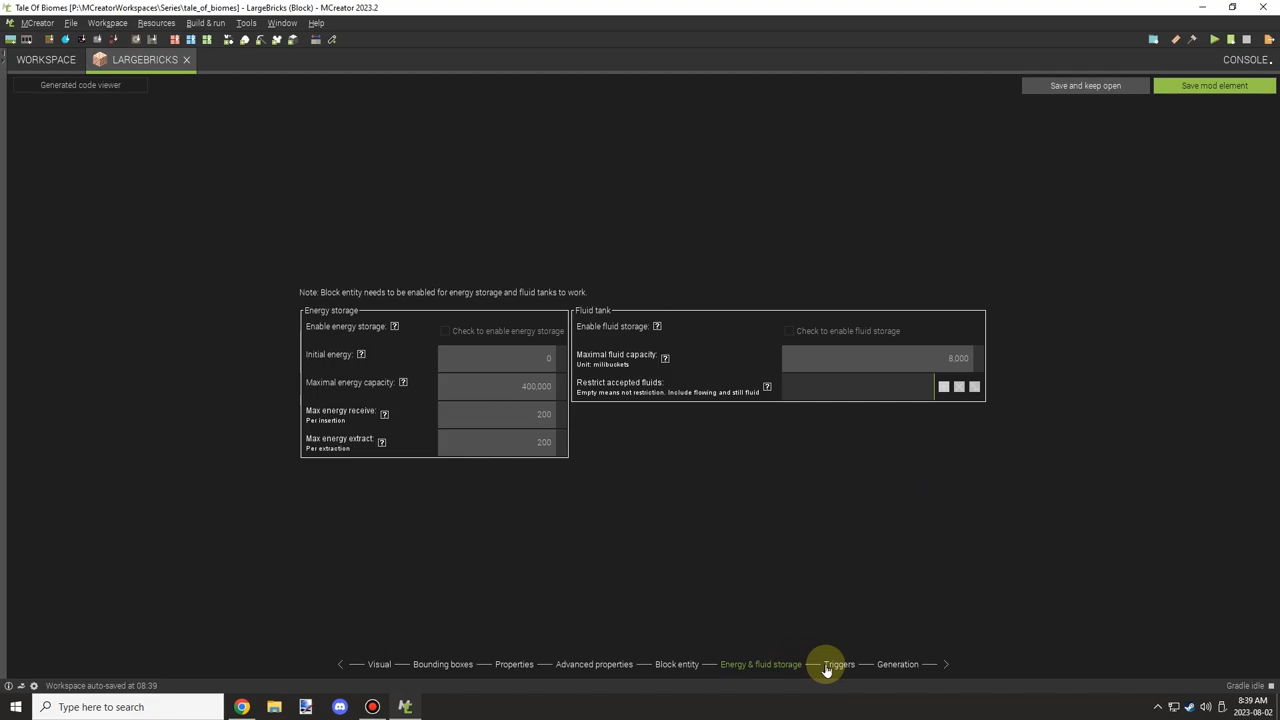 Tale Of Biomes [P:\MCreatorWorkspaces\Series\tale_of_biomes] - LargeBricks (Block) - MCreator 2023.2
MCreator File Workspace Resources Build & run Tools Window Help
WORKSPACE LARGEBRICKS CONSOLE
Generated code viewer Save and keep open Save mod element
Note: Block entity needs to be enabled for energy storage and fluid tanks to work.
Energy storage
Enable energy storage: ? Check to enable energy storage
Initial energy: ? 0
Maximal energy capacity: ? 400,000
Max energy receive: ? 200
Per insertion
Max energy extract: ? 200
Per extraction
Fluid tank
Enable fluid storage: ? Check to enable fluid storage
Maximal fluid capacity: ? 8,000
Unit: milibuckets
Restrict accepted fluids: ?
Empty means not restriction. Include flowing and still fluid
Visual Bounding boxes Properties Advanced properties Block entity Energy & fluid storage Triggers Generation
Workspace auto-saved at 08:39 Gradle idle
Type here to search
8:39 AM
2023-08-02